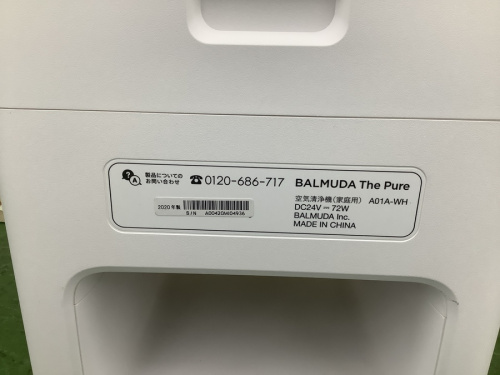 Q A 製品についての
お問い合わせ
☎0120-686-717
BALMUDA The Pure
2020年製
S/N A00420A604936
空気清浄機(家庭用) A01A-WH
DC24V⎓72W
BALMUDA Inc.
MADE IN CHINA